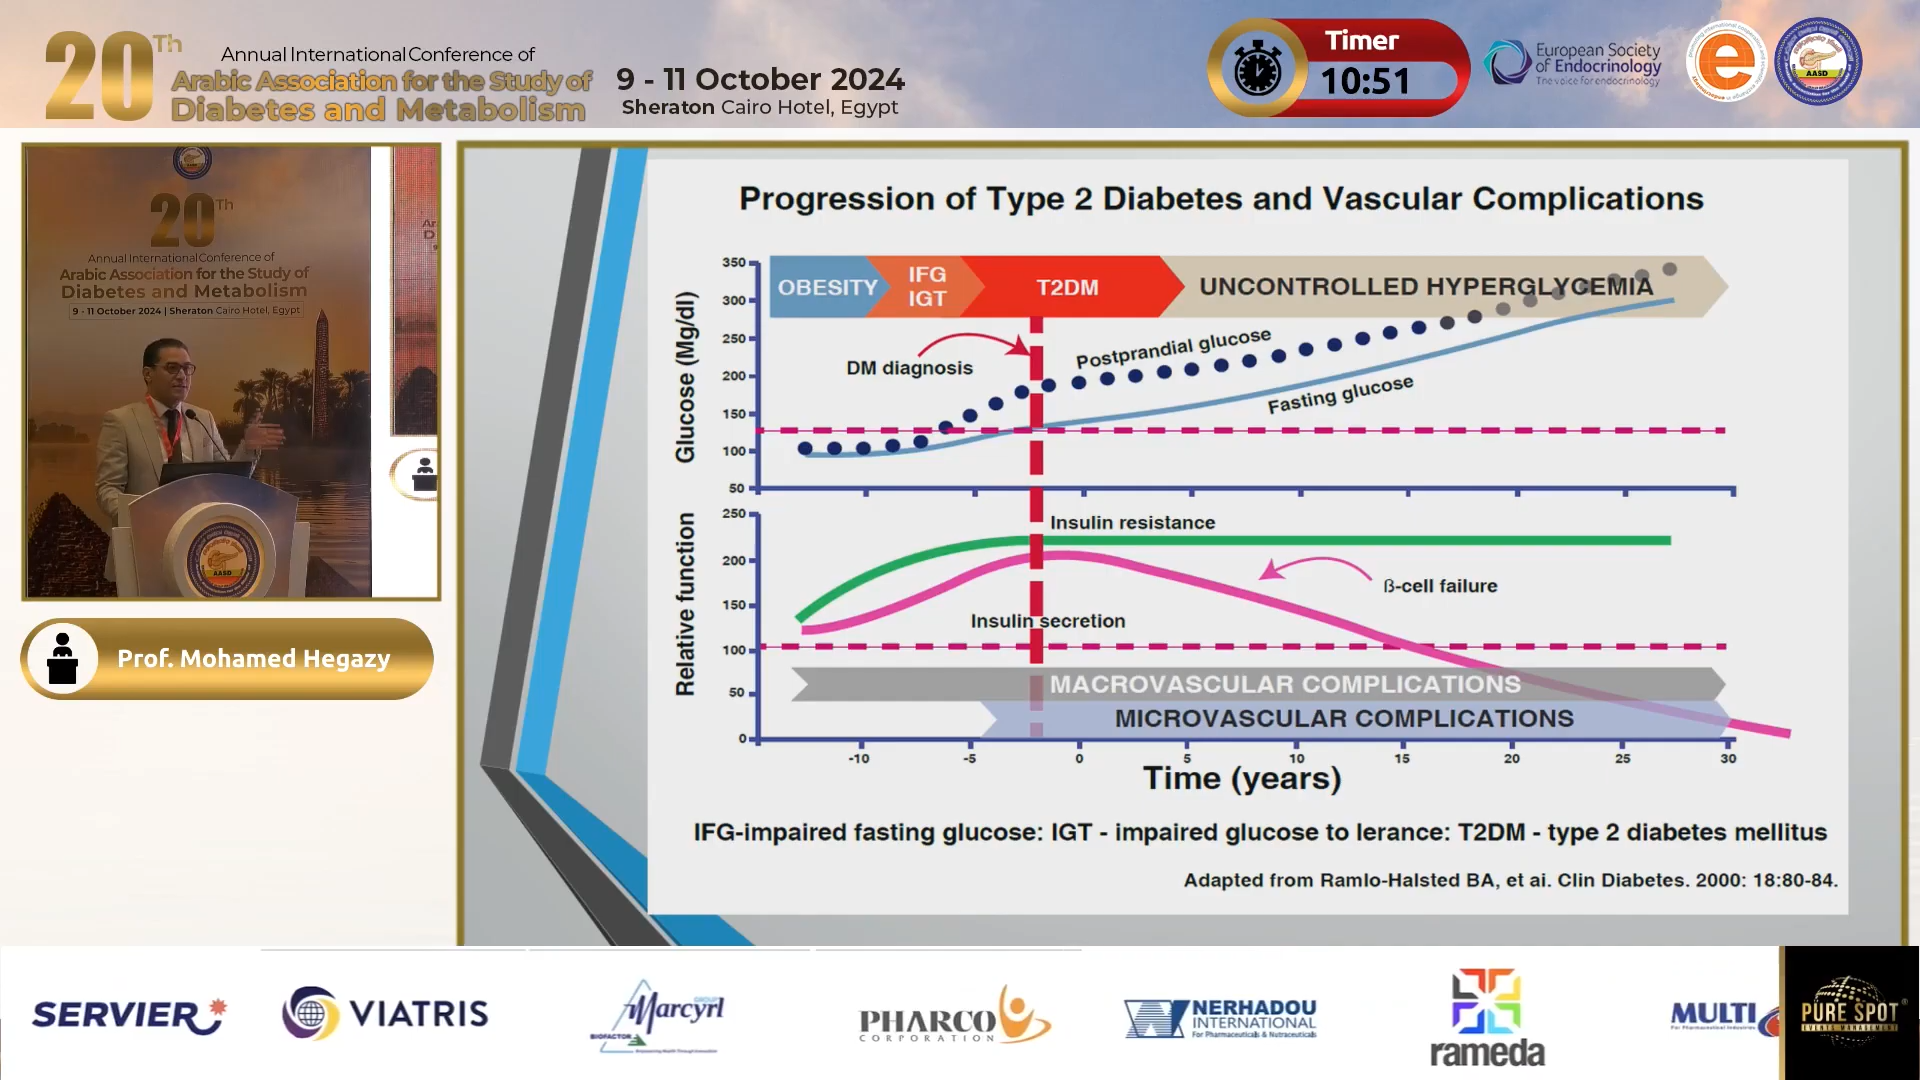 20Th
Annual International Conference of
Arabic Association for the Study of
Diabetes and Metabolism
9 - 11 October 2024
Sheraton Cairo Hotel, Egypt
Timer
10:51
European Society
of Endocrinology
The voice for endocrinology
e
AASD
20Th
Annual International Conference of
Arabic Association for the Study of
Diabetes and Metabolism
9 - 11 October 2024 | Sheraton Cairo Hotel, Egypt
AASD
Prof. Mohamed Hegazy
Progression of Type 2 Diabetes and Vascular Complications
OBESITY
IFG
IGT
T2DM
UNCONTROLLED HYPERGLYCEMIA
Glucose (Mg/dl)
350
300
250
200
150
100
50
DM diagnosis
Postprandial glucose
Fasting glucose
Relative function
250
200
150
100
50
0
Insulin resistance
ß-cell failure
Insulin secretion
MACROVASCULAR COMPLICATIONS
MICROVASCULAR COMPLICATIONS
-10 -5 0 5 10 15 20 25 30
Time (years)
IFG-impaired fasting glucose: IGT - impaired glucose to lerance: T2DM - type 2 diabetes mellitus
Adapted from Ramlo-Halsted BA, et ai. Clin Diabetes. 2000: 18:80-84.
SERVIER
VIATRIS
Marcyrl
GROUP
BIOFACTOR
PHARCO
CORPORATION
NERHADOU
INTERNATIONAL
For Pharmaceuticals & Nutraceuticals
rameda
MULTI
For Pharmaceutical Industries
PURE SPOT
EVENTS MANAGEMENT